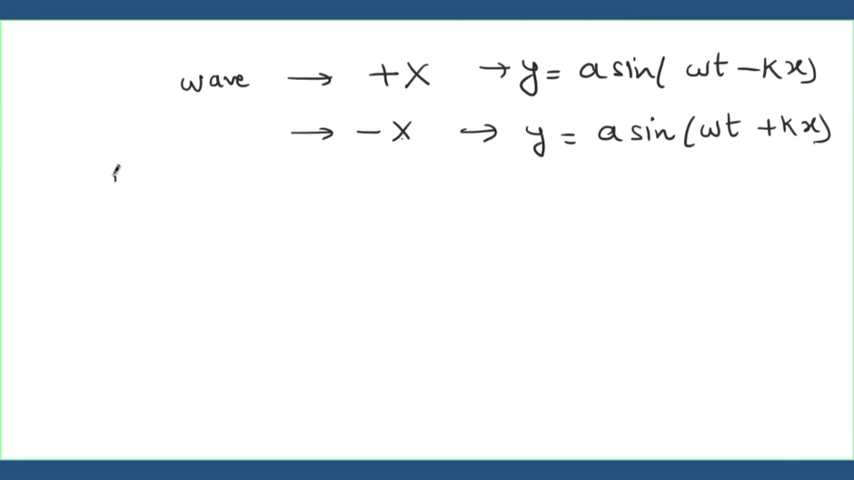 wave → +X → y = a sin( ωt - kx)
→ - X → y = a sin (ωt + kx)